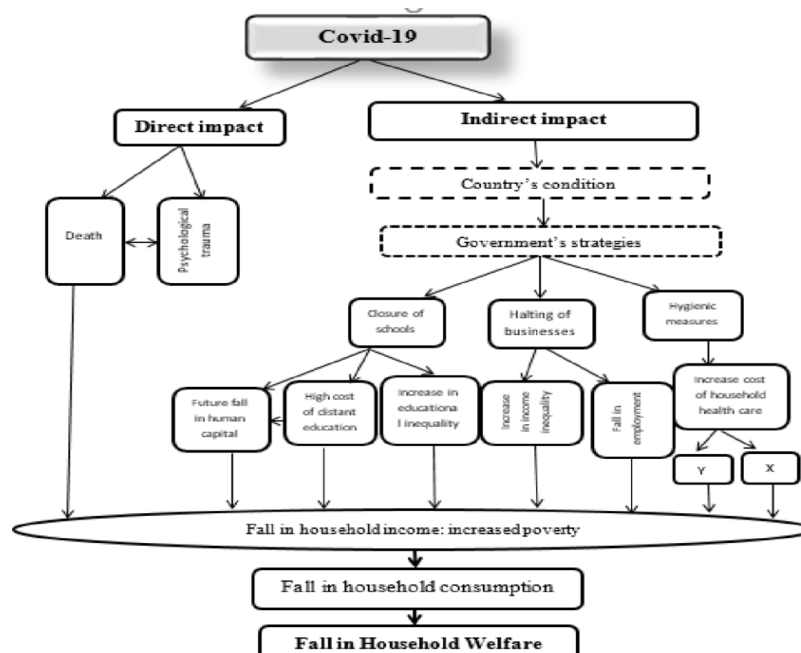 Covid-19
Direct impact
Indirect impact
Country's condition
Government's strategies
Death
Psychological
trauma
Closure of
schools
Halting of
businesses
Hygienic
measures
Future fall
in human
capital
High cost
of distant
education
Increase in
educationa
l inequality
Increase
in income
inequality
Fall in
employment
Increase cost
of household
health care
Y
X
Fall in household income: increased poverty
Fall in household consumption
Fall in Household Welfare